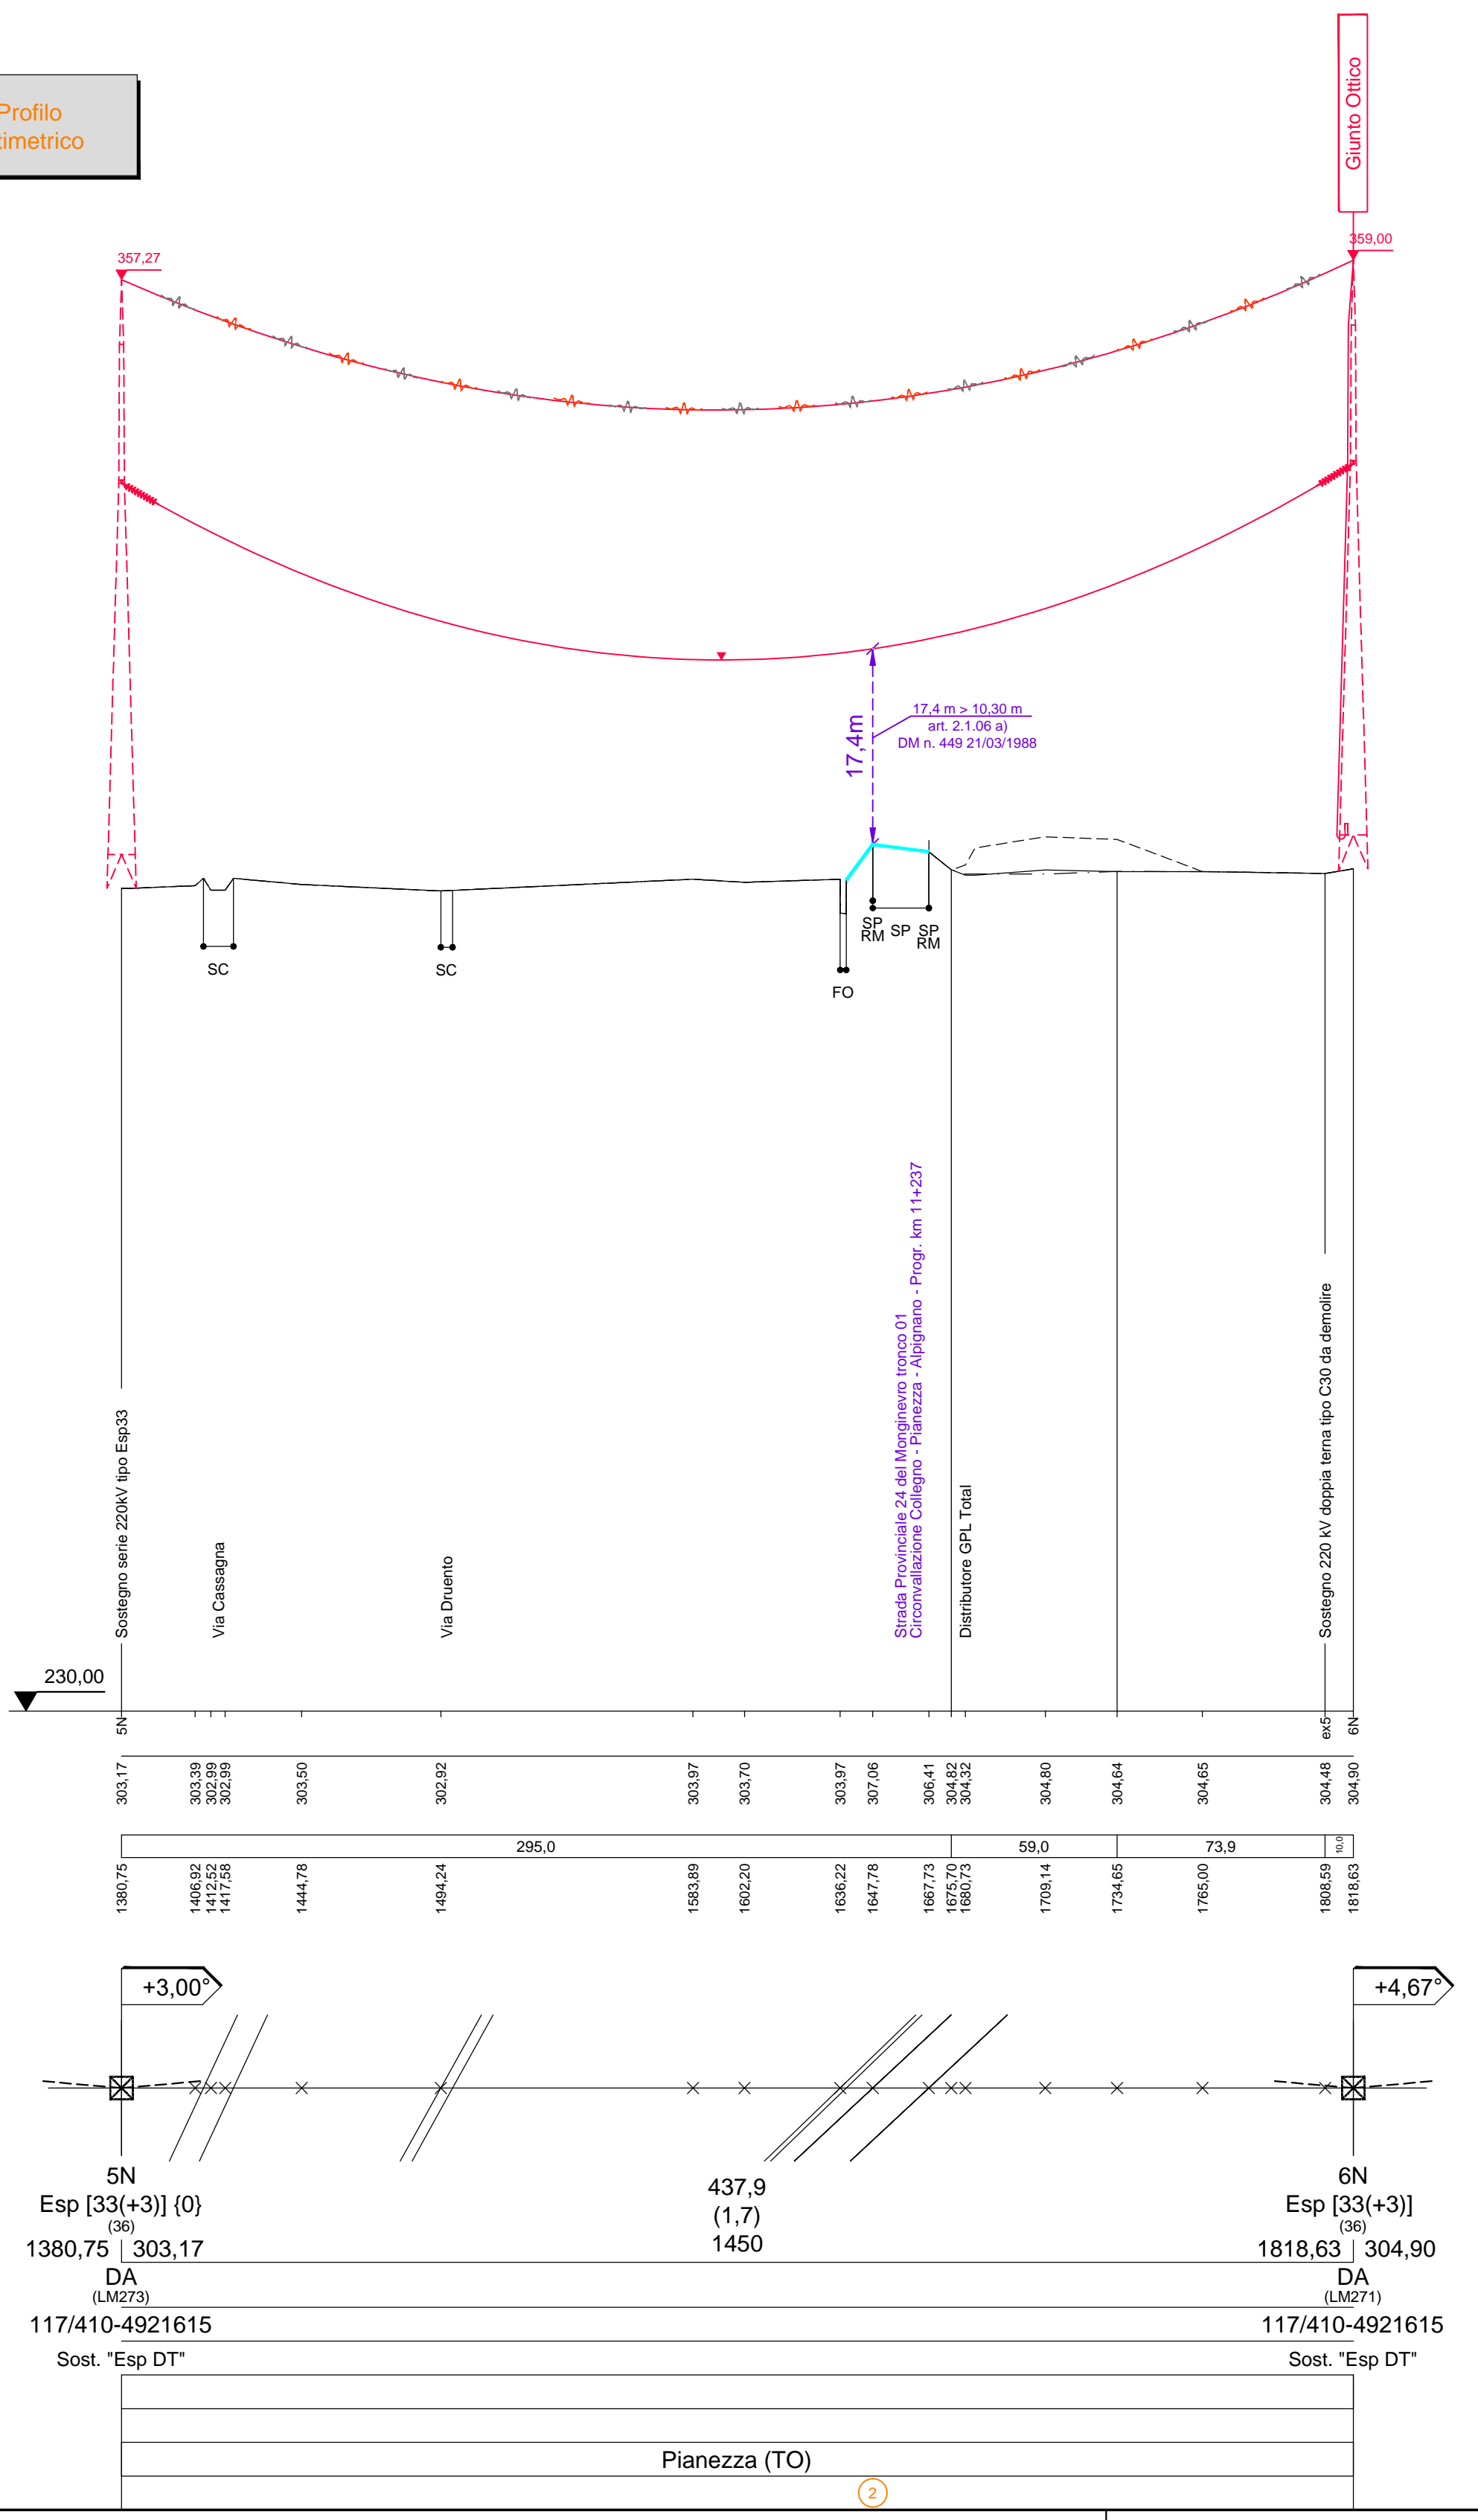 Profilo
timetrico
Giunto Ottico
357,27
359,00
17,4m
17,4 m > 10,30 m
art. 2.1.06 a)
DM n. 449 21/03/1988
SC
SC
FO
SP
RM
SP
SP
RM
Sostegno serie 220kV tipo Esp33
Via Cassagna
Via Druento
Strada Provinciale 24 del Monginevro tronco 01
Circonvallazione Collegno - Pianezza - Alpignano - Progr. km 11+237
Distributore GPL Total
Sostegno 220 kV doppia terna tipo C30 da demolire
230,00
5N
ex5
6N
303,17
303,39
302,99
302,99
303,50
302,92
303,97
303,70
303,97
307,06
306,41
304,82
304,32
304,80
304,64
304,65
304,48
304,90
295,0
59,0
73,9
10,0
1380,75
1406,92
1412,52
1417,58
1444,78
1494,24
1583,89
1602,20
1636,22
1647,78
1667,73
1675,70
1680,73
1709,14
1734,65
1765,00
1808,59
1818,63
+3,00°
+4,67°
5N
Esp [33(+3)] {0}
(36)
1380,75 303,17
DA
(LM273)
117/410-4921615
Sost. "Esp DT"
437,9
(1,7)
1450
6N
Esp [33(+3)]
(36)
1818,63 304,90
DA
(LM271)
117/410-4921615
Sost. "Esp DT"
Pianezza (TO)
2